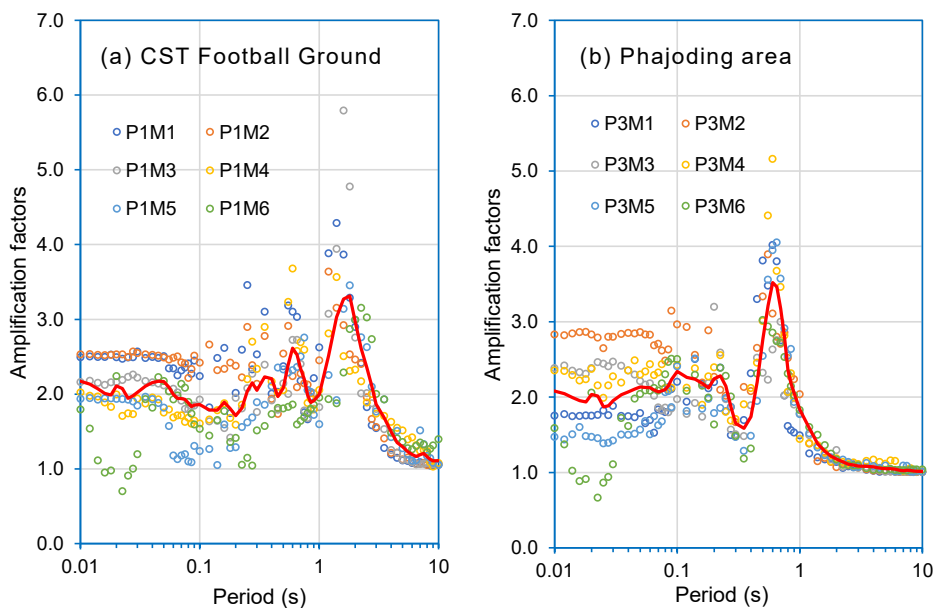 (a) CST Football Ground
P1M1 P1M2
P1M3 P1M4
P1M5 P1M6
Amplification factors
7.0
6.0
5.0
4.0
3.0
2.0
1.0
0.0
0.01 0.1 1 10
Period (s)
(b) Phajoding area
P3M1 P3M2
P3M3 P3M4
P3M5 P3M6
Amplification factors
7.0
6.0
5.0
4.0
3.0
2.0
1.0
0.0
0.01 0.1 1 10
Period (s)